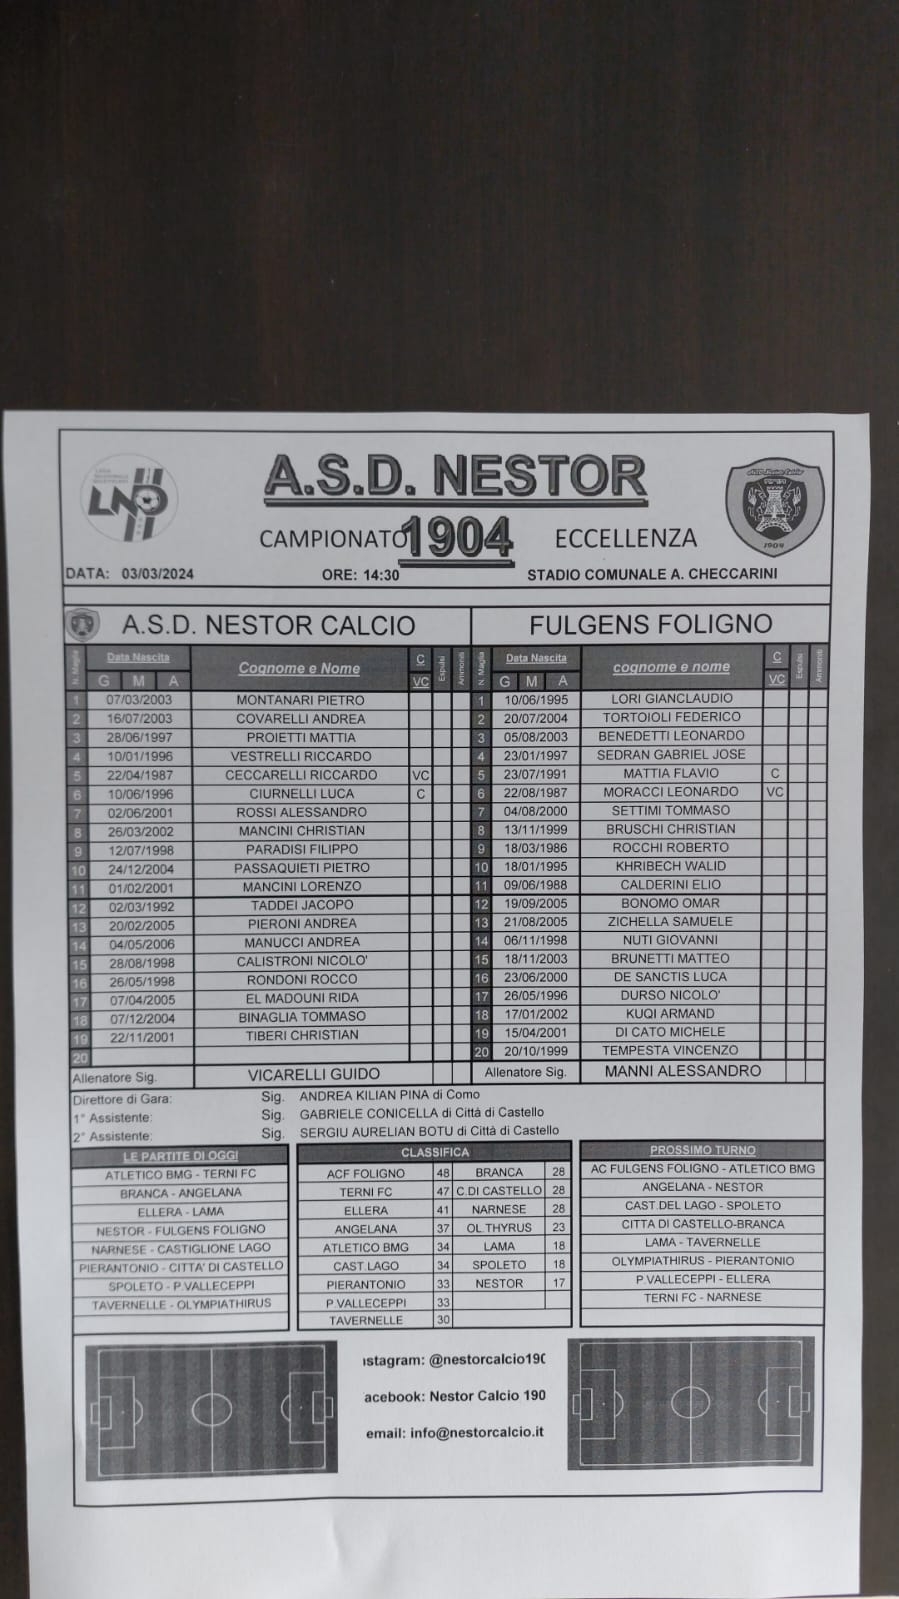 LND
A.S.D. NESTOR
CAMPIONATO 1904 ECCELLENZA
1904
DATA: 03/03/2024 ORE: 14:30 STADIO COMUNALE A. CHECCARINI
A.S.D. NESTOR CALCIO FULGENS FOLIGNO
N. Maglia Data Nascita G M A Cognome e Nome C VC Espulsi Ammoniti N. Maglia Data Nascita G M A cognome e nome C VC Espulsi Ammoniti
1 07/03/2003 MONTANARI PIETRO 1 10/06/1995 LORI GIANCLAUDIO
2 16/07/2003 COVARELLI ANDREA 2 20/07/2004 TORTOIOLI FEDERICO
3 28/06/1997 PROIETTI MATTIA 3 05/08/2003 BENEDETTI LEONARDO
4 10/01/1996 VESTRELLI RICCARDO 4 23/01/1997 SEDRAN GABRIEL JOSE
5 22/04/1987 CECCARELLI RICCARDO VC 5 23/07/1991 MATTIA FLAVIO C
6 10/06/1996 CIURNELLI LUCA C 6 22/08/1987 MORACCI LEONARDO VC
7 02/06/2001 ROSSI ALESSANDRO 7 04/08/2000 SETTIMI TOMMASO
8 26/03/2002 MANCINI CHRISTIAN 8 13/11/1999 BRUSCHI CHRISTIAN
9 12/07/1998 PARADISI FILIPPO 9 18/03/1986 ROCCHI ROBERTO
10 24/12/2004 PASSAQUIETI PIETRO 10 18/01/1995 KHRIBECH WALID
11 01/02/2001 MANCINI LORENZO 11 09/06/1988 CALDERINI ELIO
12 02/03/1992 TADDEI JACOPO 12 19/09/2005 BONOMO OMAR
13 20/02/2005 PIERONI ANDREA 13 21/08/2005 ZICHELLA SAMUELE
14 04/05/2006 MANUCCI ANDREA 14 06/11/1998 NUTI GIOVANNI
15 28/08/1998 CALISTRONI NICOLO' 15 18/11/2003 BRUNETTI MATTEO
16 26/05/1998 RONDONI ROCCO 16 23/06/2000 DE SANCTIS LUCA
17 07/04/2005 EL MADOUNI RIDA 17 26/05/1996 DURSO NICOLO'
18 07/12/2004 BINAGLIA TOMMASO 18 17/01/2002 KUQI ARMAND
19 22/11/2001 TIBERI CHRISTIAN 19 15/04/2001 DI CATO MICHELE
20 20 20/10/1999 TEMPESTA VINCENZO
Allenatore Sig. VICARELLI GUIDO Allenatore Sig. MANNI ALESSANDRO
Direttore di Gara: Sig. ANDREA KILIAN PINA di Como
1° Assistente: Sig. GABRIELE CONICELLA di Città di Castello
2° Assistente: Sig. SERGIU AURELIAN BOTU di Città di Castello
LE PARTITE DI OGGI
ATLETICO BMG - TERNI FC
BRANCA - ANGELANA
ELLERA - LAMA
NESTOR - FULGENS FOLIGNO
NARNESE - CASTIGLIONE LAGO
PIERANTONIO - CITTA' DI CASTELLO
SPOLETO - P.VALLECEPPI
TAVERNELLE - OLYMPIATHIRUS
CLASSIFICA
ACF FOLIGNO 48 BRANCA 28
TERNI FC 47 C.DI CASTELLO 28
ELLERA 41 NARNESE 28
ANGELANA 37 OL.THYRUS 23
ATLETICO BMG 34 LAMA 18
CAST.LAGO 34 SPOLETO 18
PIERANTONIO 33 NESTOR 17
P.VALLECEPPI 33
TAVERNELLE 30
PROSSIMO TURNO
AC FULGENS FOLIGNO - ATLETICO BMG
ANGELANA - NESTOR
CAST.DEL LAGO - SPOLETO
CITTA DI CASTELLO-BRANCA
LAMA - TAVERNELLE
OLYMPIATHIRUS - PIERANTONIO
P.VALLECEPPI - ELLERA
TERNI FC - NARNESE
stagram: @nestorcalcio190
acebook: Nestor Calcio 190
email: info@nestorcalcio.it